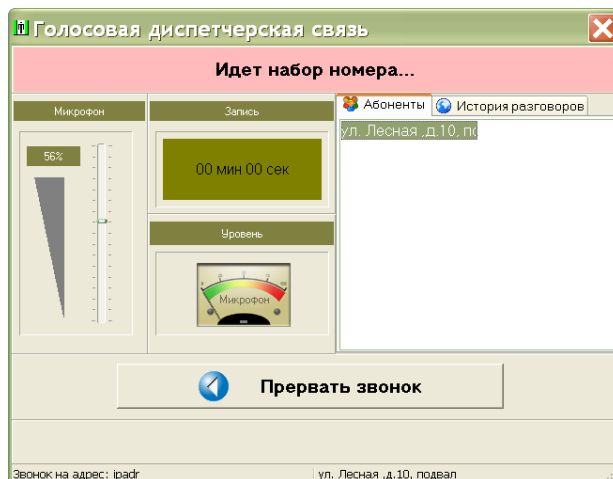 Голосовая диспетчерская связь
Идет набор номера...
Микрофон
56%
Запись
00 мин 00 сек
Уровень
Микрофон
Абоненты
История разговоров
ул. Лесная ,д.10, по
Прервать звонок
Звонок на адрес: ipadr
ул. Лесная ,д.10, подвал